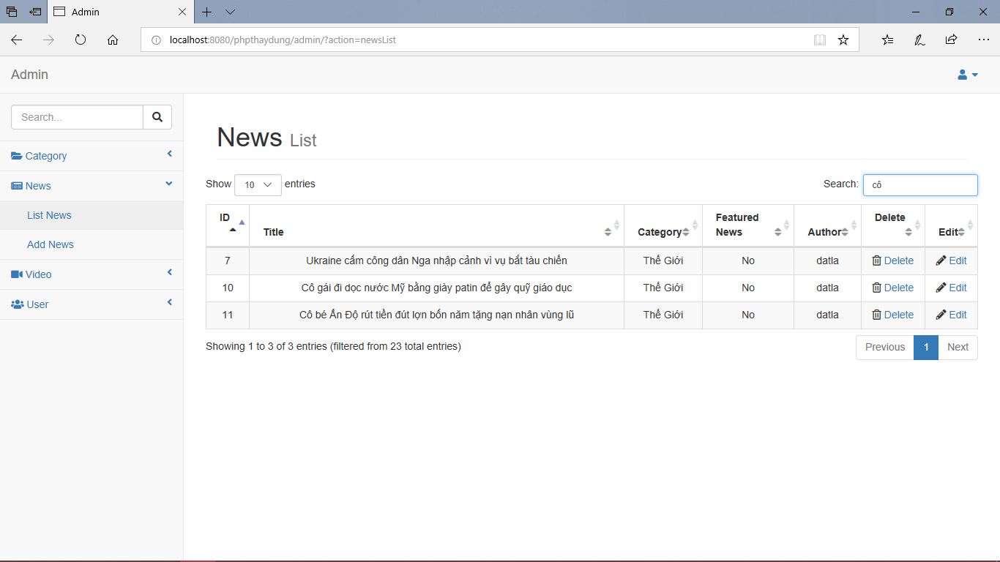 Admin
localhost:8080/phpthaydung/admin/?action=newsList
Admin
Search...
Category
News
List News
Add News
Video
User
News List
Show 10 entries
Search: cô
ID Title Category Featured News Author Delete Edit
7 Ukraine cấm công dân Nga nhập cảnh vì vụ bắt tàu chiến Thế Giới No datla Delete Edit
10 Cô gái đi dọc nước Mỹ bằng giày patin để gây quỹ giáo dục Thế Giới No datla Delete Edit
11 Cô bé Ấn Độ rút tiền đút lợn bốn năm tặng nạn nhân vùng lũ Thế Giới No datla Delete Edit
Showing 1 to 3 of 3 entries (filtered from 23 total entries)
Previous 1 Next